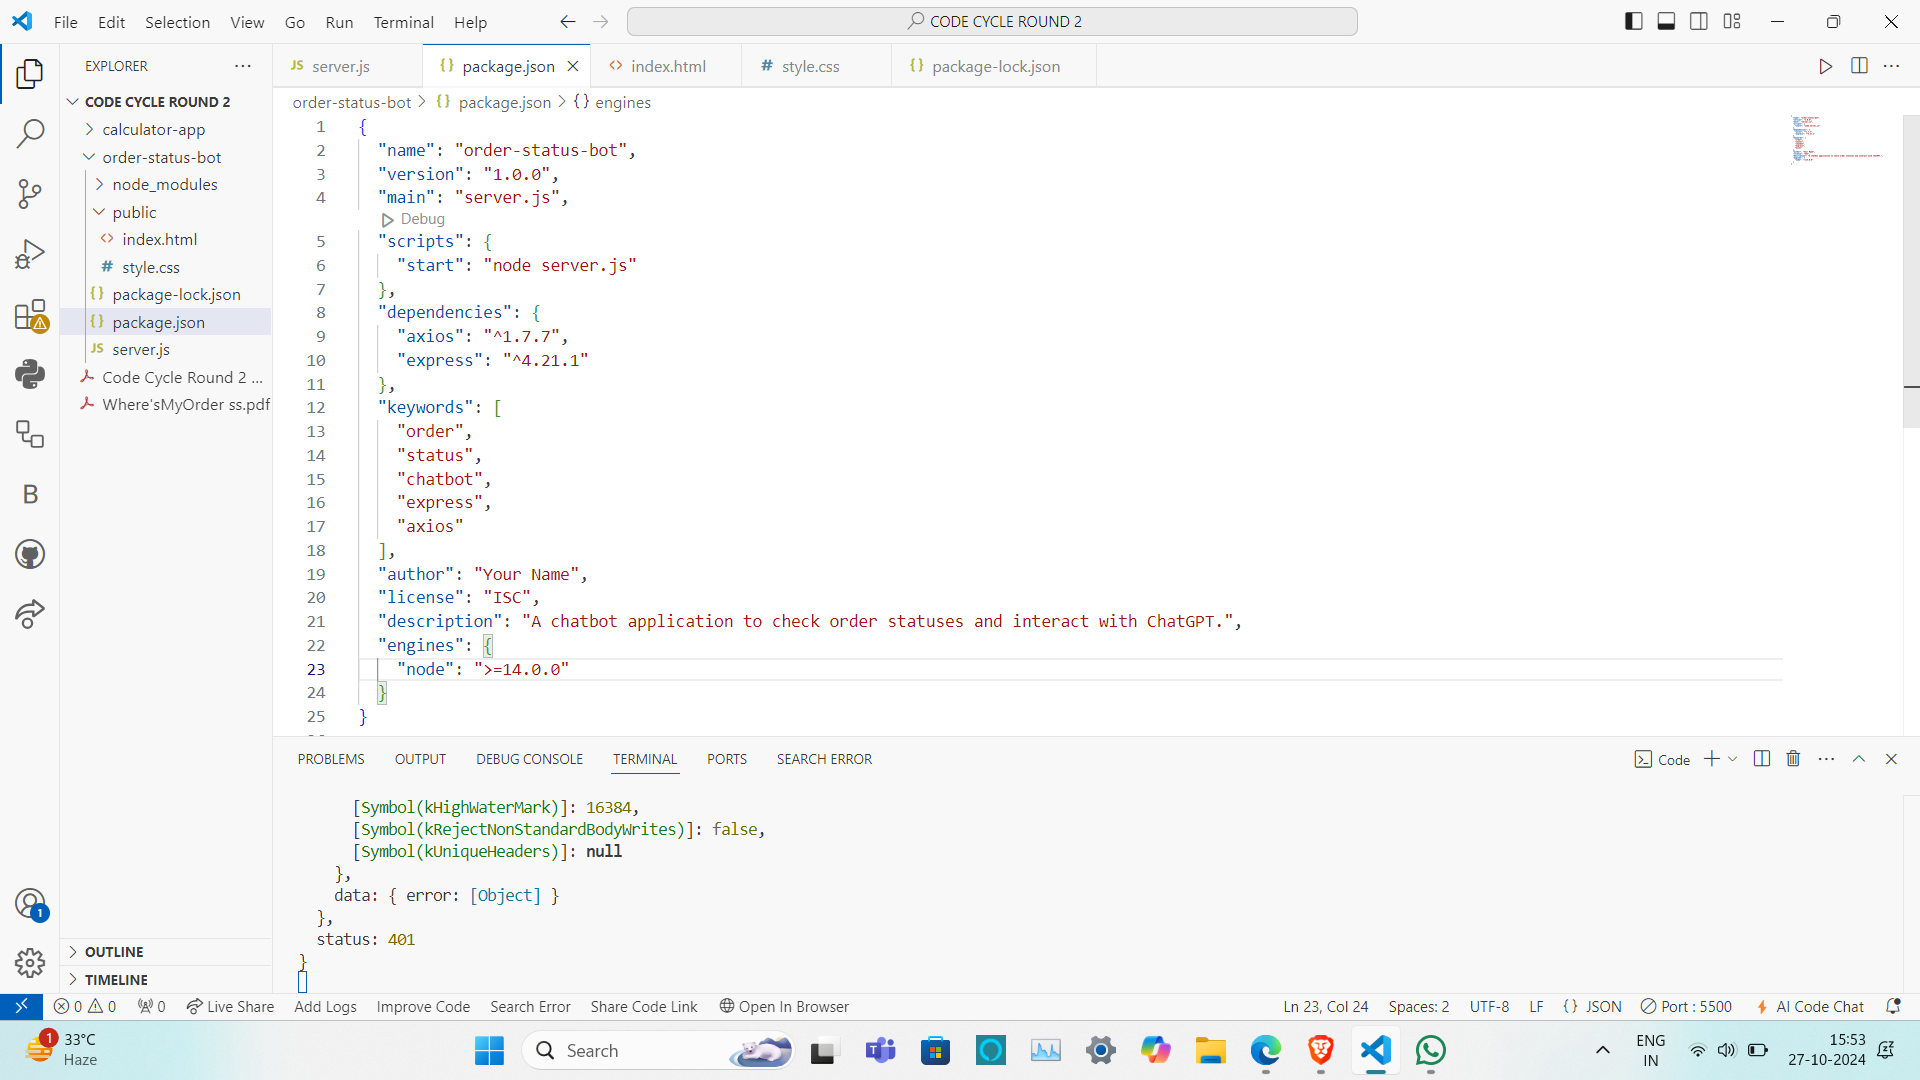 File Edit Selection View Go Run Terminal Help
CODE CYCLE ROUND 2
EXPLORER
CODE CYCLE ROUND 2
calculator-app
order-status-bot
node_modules
public
index.html
style.css
package-lock.json
package.json
server.js
Code Cycle Round 2 ...
Where'sMyOrder ss.pdf
OUTLINE
TIMELINE
JS server.js
{} package.json
<> index.html
# style.css
{} package-lock.json
order-status-bot > {} package.json > {} engines
1 {
2 "name": "order-status-bot",
3 "version": "1.0.0",
4 "main": "server.js",
Debug
5 "scripts": {
6 "start": "node server.js"
7 },
8 "dependencies": {
9 "axios": "^1.7.7",
10 "express": "^4.21.1"
11 },
12 "keywords": [
13 "order",
14 "status",
15 "chatbot",
16 "express",
17 "axios"
18 ],
19 "author": "Your Name",
20 "license": "ISC",
21 "description": "A chatbot application to check order statuses and interact with ChatGPT.",
22 "engines": {
23 "node": ">=14.0.0"
24 }
25 }
PROBLEMS OUTPUT DEBUG CONSOLE TERMINAL PORTS SEARCH ERROR
Code
[Symbol(kHighWaterMark)]: 16384,
[Symbol(kRejectNonStandardBodyWrites)]: false,
[Symbol(kUniqueHeaders)]: null
},
data: { error: [Object] }
},
status: 401
}
B
1
0 0 0 Live Share Add Logs Improve Code Search Error Share Code Link Open In Browser
Ln 23, Col 24 Spaces: 2 UTF-8 LF {} JSON Port : 5500 AI Code Chat
1
33°C
Haze
Search
ENG
IN
15:53
27-10-2024